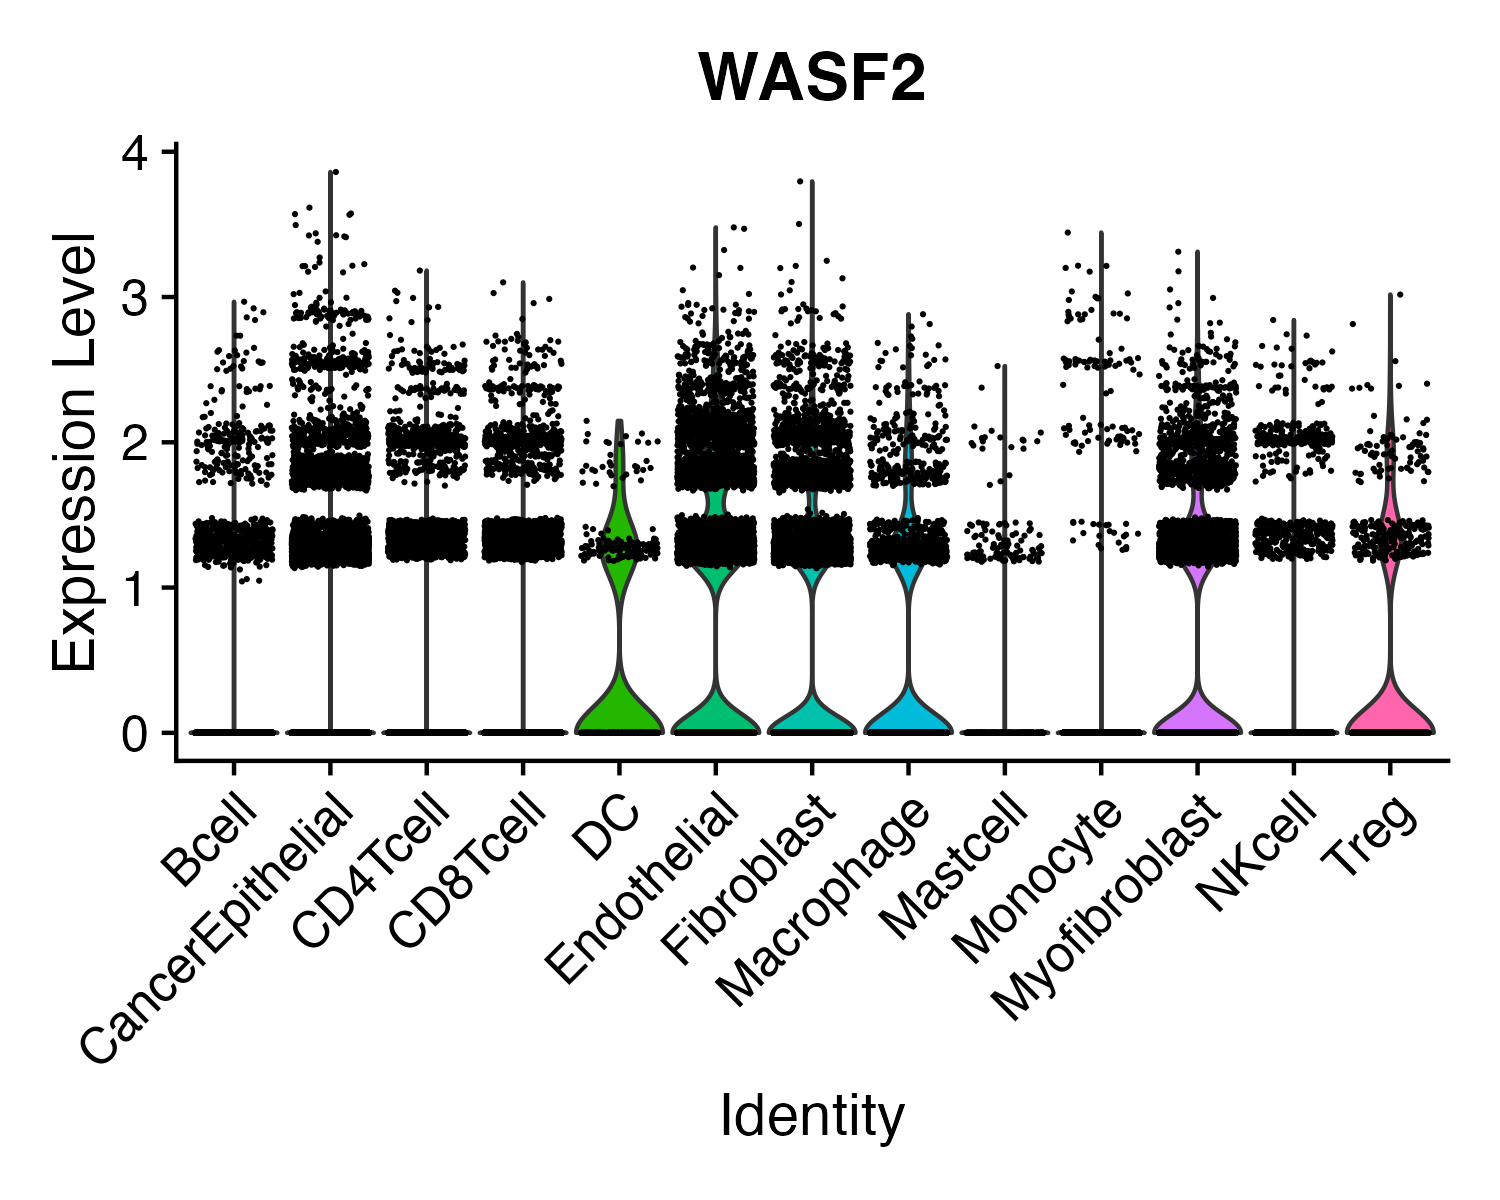 WASF2
Expression Level
4
3
2
1
0
Bcell
CancerEpithelial
CD4Tcell
CD8Tcell
DC
Endothelial
Fibroblast
Macrophage
Mastcell
Monocyte
Myofibroblast
NKcell
Treg
Identity